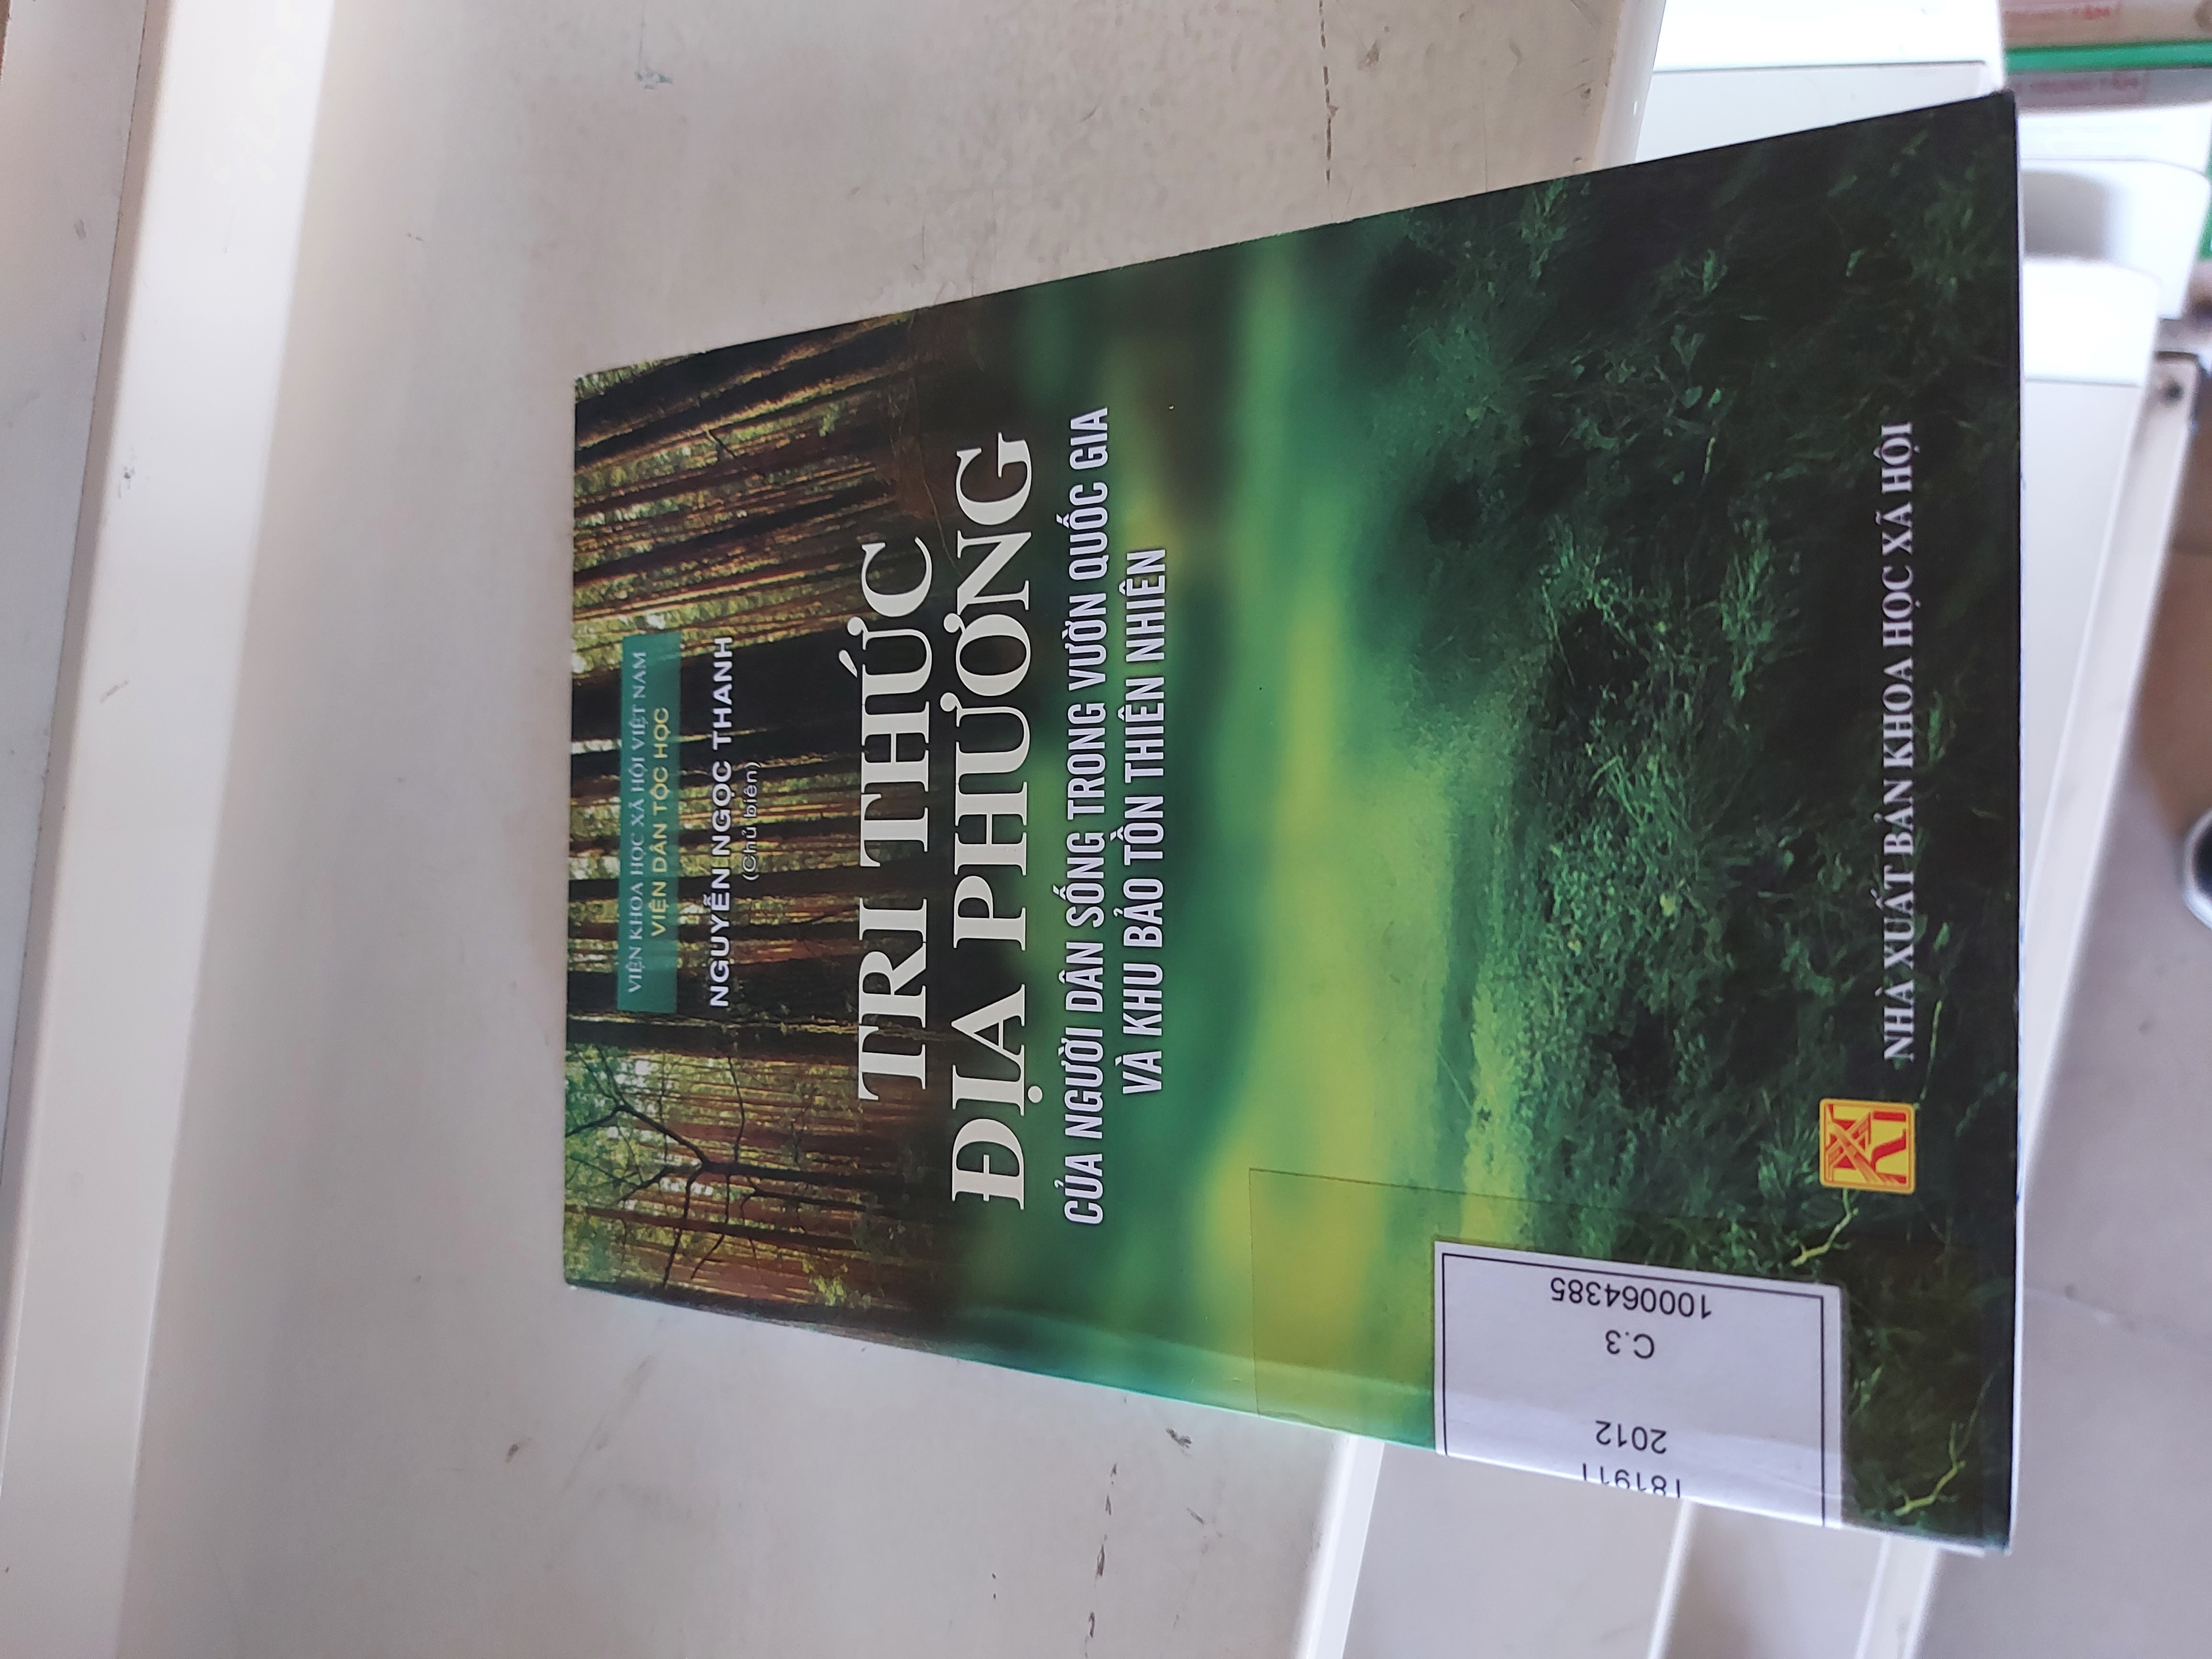 VIỆN KHOA HỌC XÃ HỘI VIỆT NAM
VIỆN DÂN TỘC HỌC
NGUYỄN NGỌC THANH
(Chủ biên)
TRI THỨC
ĐỊA PHƯƠNG
CỦA NGƯỜI DÂN SỐNG TRONG VƯỜN QUỐC GIA
VÀ KHU BẢO TỒN THIÊN NHIÊN
2012
C.3
100064385
NHÀ XUẤT BẢN KHOA HỌC XÃ HỘI